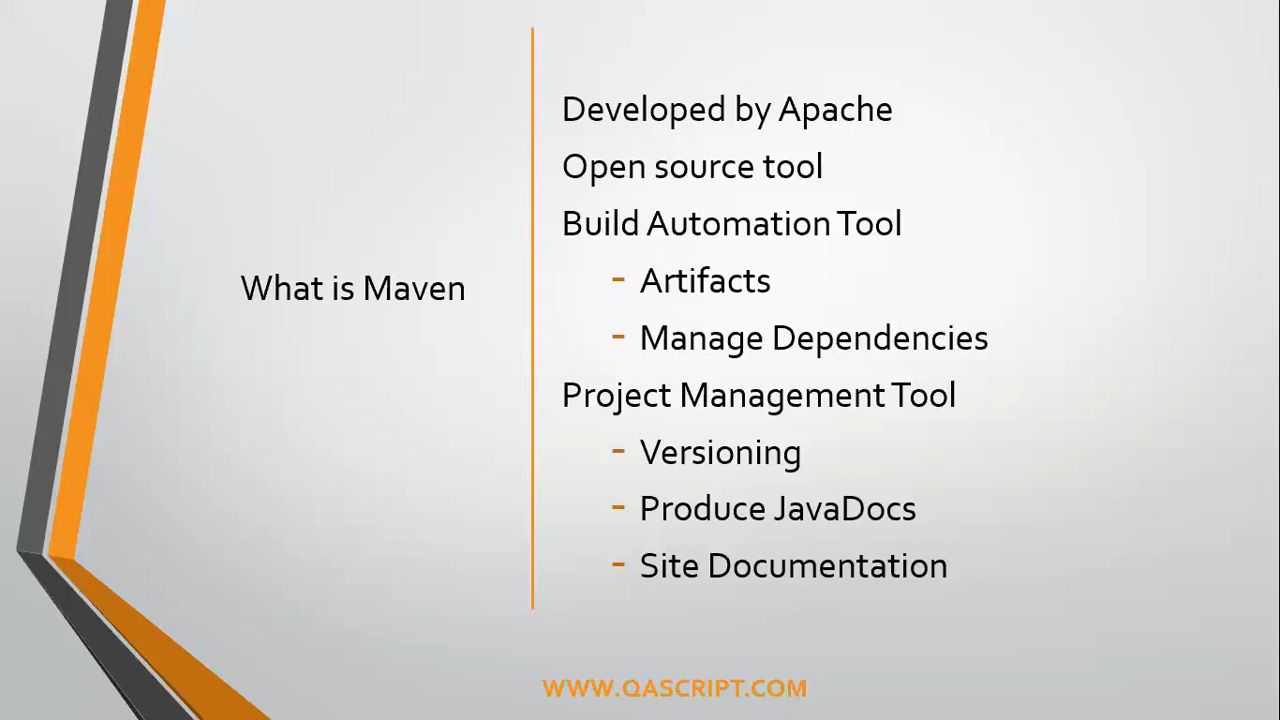 What is Maven
Developed by Apache
Open source tool
Build Automation Tool
- Artifacts
- Manage Dependencies
Project Management Tool
- Versioning
- Produce JavaDocs
- Site Documentation
WWW.QASCRIPT.COM